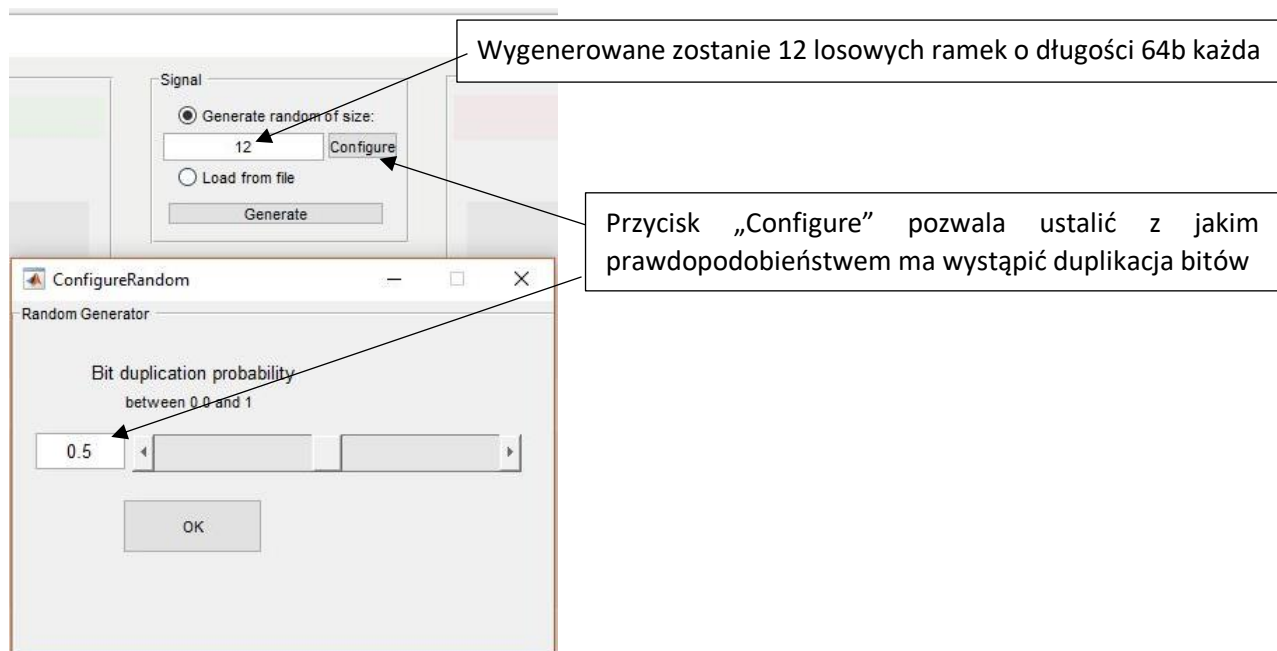 Wygenerowane zostanie 12 losowych ramek o długości 64b każda
Signal
Generate random of size:
12
Configure
Load from file
Generate
Przycisk „Configure” pozwala ustalić z jakim
prawdopodobieństwem ma wystąpić duplikacja bitów
ConfigureRandom
Random Generator
Bit duplication probability
between 0.0 and 1
0.5
OK